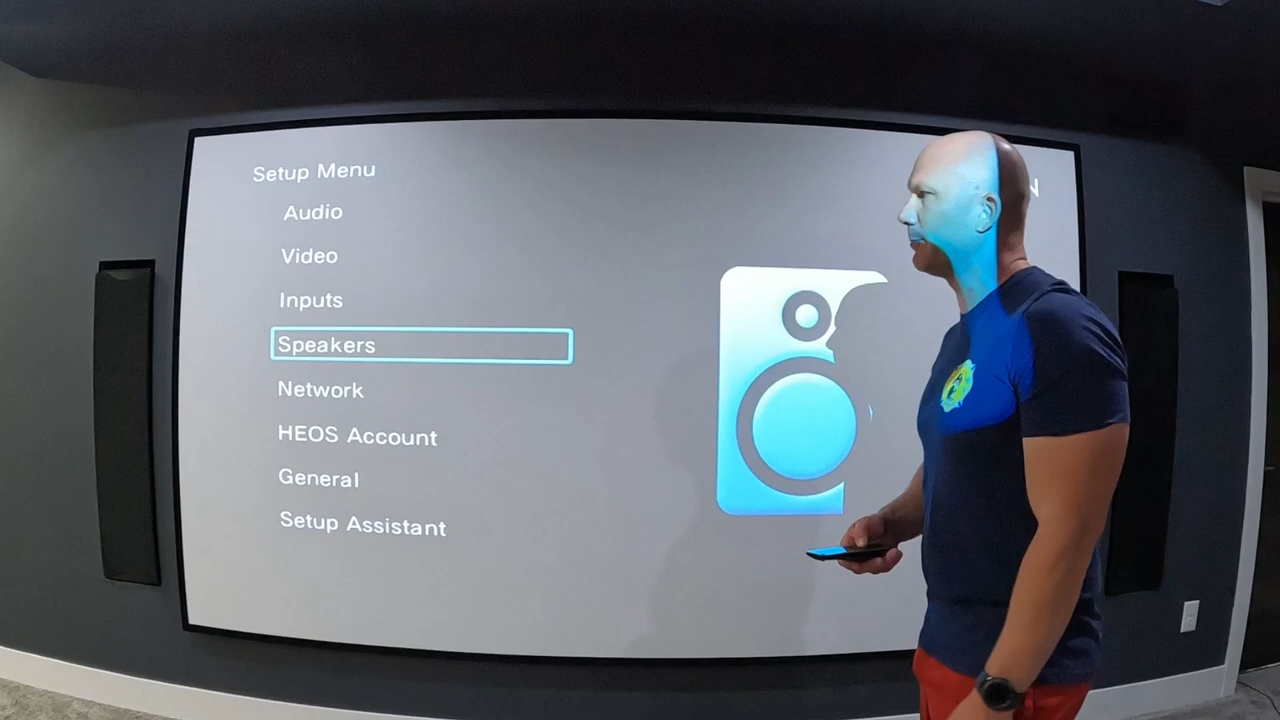 Setup Menu
Audio
Video
Inputs
Speakers
Network
HEOS Account
General
Setup Assistant